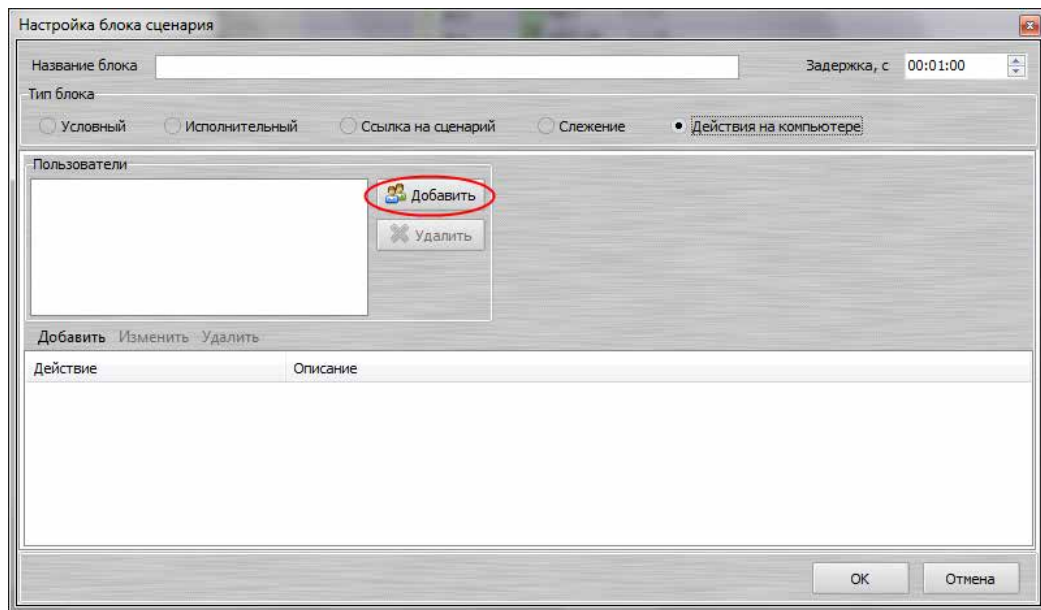 Настройка блока сценария
Название блока
Задержка, с 00:01:00
Тип блока
Условный Исполнительный Ссылка на сценарий Слежение Действия на компьютере
Пользователи
Добавить
Удалить
Добавить Изменить Удалить
Действие Описание
OK Отмена